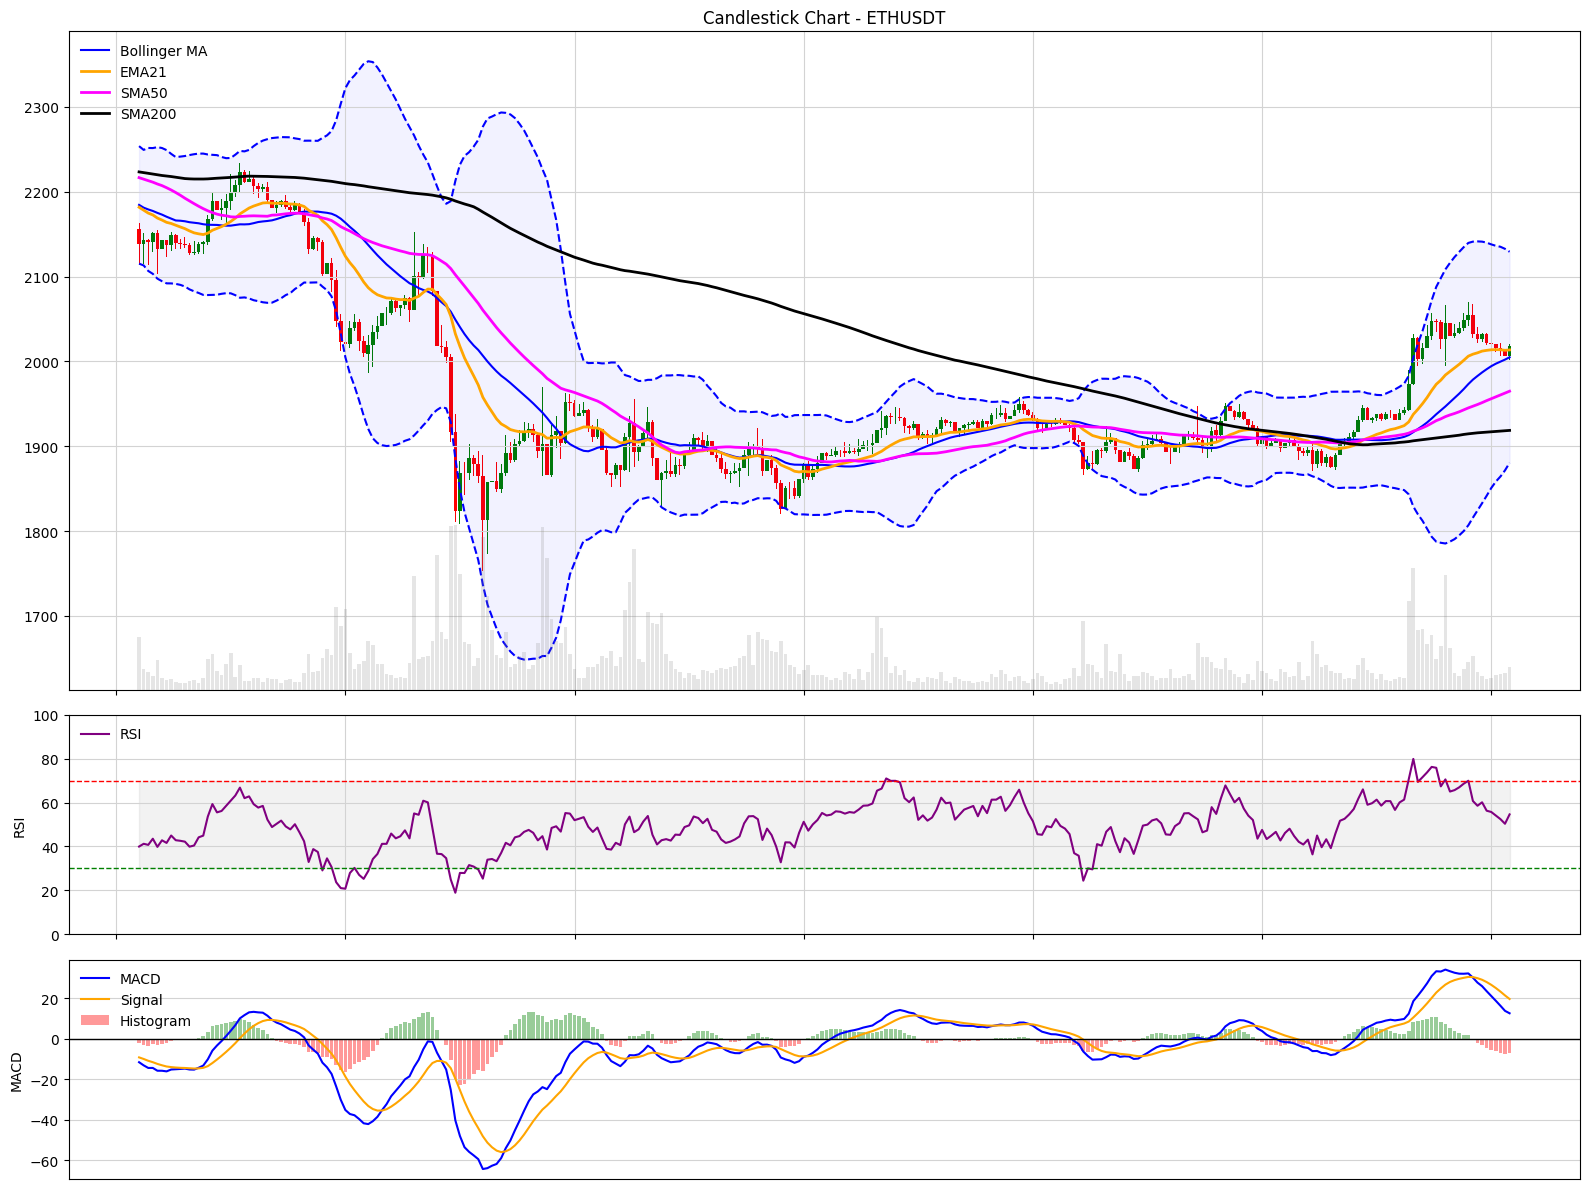 Candlestick Chart - ETHUSDT
Bollinger MA
EMA21
SMA50
SMA200
2300
2200
2100
2000
1900
1800
1700
RSI
100
80
60
40
20
0
RSI
MACD
Signal
Histogram
20
0
−20
−40
−60
MACD